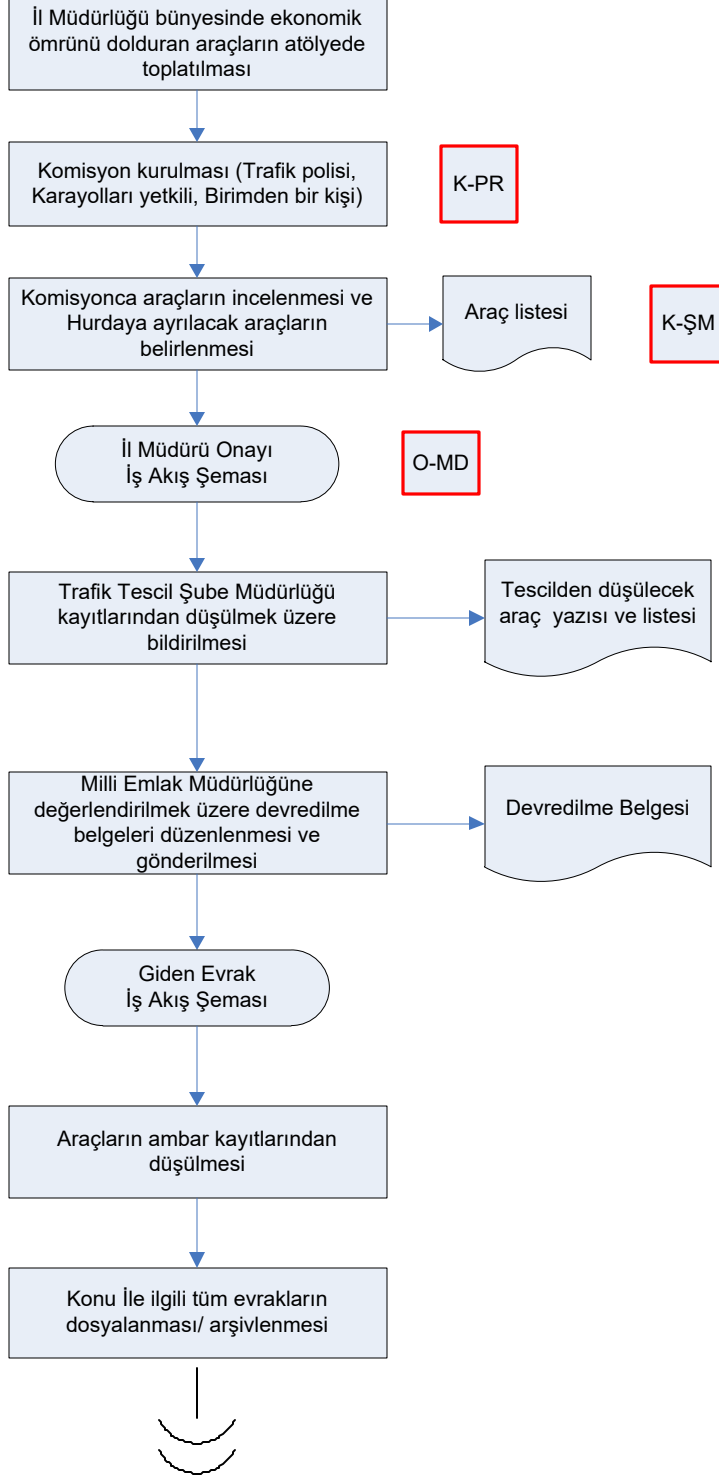 İl Müdürlüğü bünyesinde ekonomik
ömrünü dolduran araçların atölyede
toplatılması
Komisyon kurulması (Trafik polisi,
Karayolları yetkili, Birimden bir kişi)
K-PR
Komisyonca araçların incelenmesi ve
Hurdaya ayrılacak araçların
belirlenmesi
Araç listesi
K-ŞM
İl Müdürü Onayı
İş Akış Şeması
O-MD
Trafik Tescil Şube Müdürlüğü
kayıtlarından düşülmek üzere
bildirilmesi
Tescilden düşülecek
araç yazısı ve listesi
Milli Emlak Müdürlüğüne
değerlendirilmek üzere devredilme
belgeleri düzenlenmesi ve
gönderilmesi
Devredilme Belgesi
Giden Evrak
İş Akış Şeması
Araçların ambar kayıtlarından
düşülmesi
Konu İle ilgili tüm evrakların
dosyalanması/ arşivlenmesi